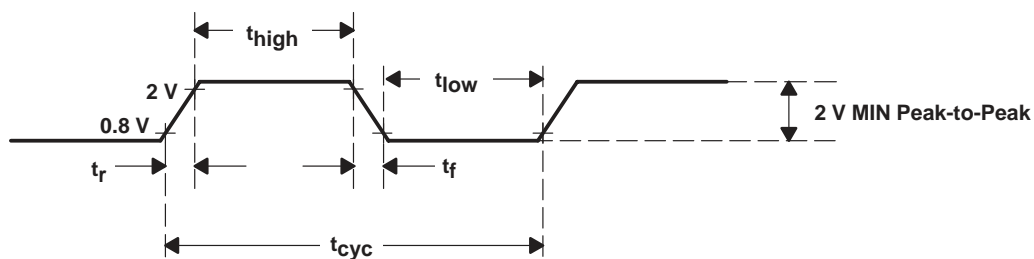 thigh
tlow
2 V
2 V MIN Peak-to-Peak
0.8 V
tr
tf
tcyc